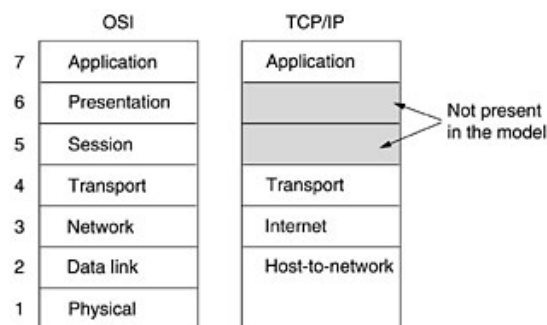 OSI TCP/IP
7 Application Application
6 Presentation
5 Session
Not present
in the model
4 Transport Transport
3 Network Internet
2 Data link Host-to-network
1 Physical